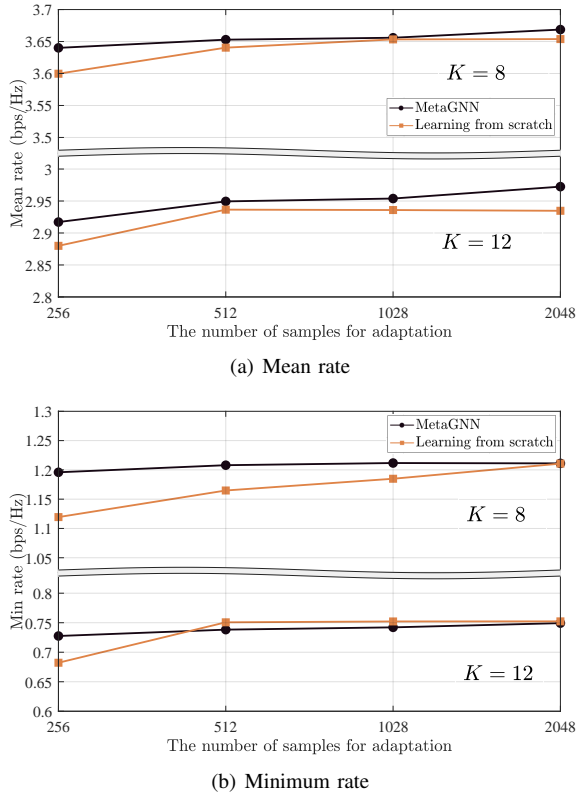 3.7
3.65
3.6
3.55
3.5
3
2.95
2.9
2.85
2.8
Mean rate (bps/Hz)
K = 8
MetaGNN
Learning from scratch
K = 12
256 512 1028 2048
The number of samples for adaptation
(a) Mean rate
1.3
1.25
1.2
1.15
1.1
1.05
0.8
0.75
0.7
0.65
0.6
Min rate (bps/Hz)
MetaGNN
Learning from scratch
K = 8
K = 12
256 512 1028 2048
The number of samples for adaptation
(b) Minimum rate